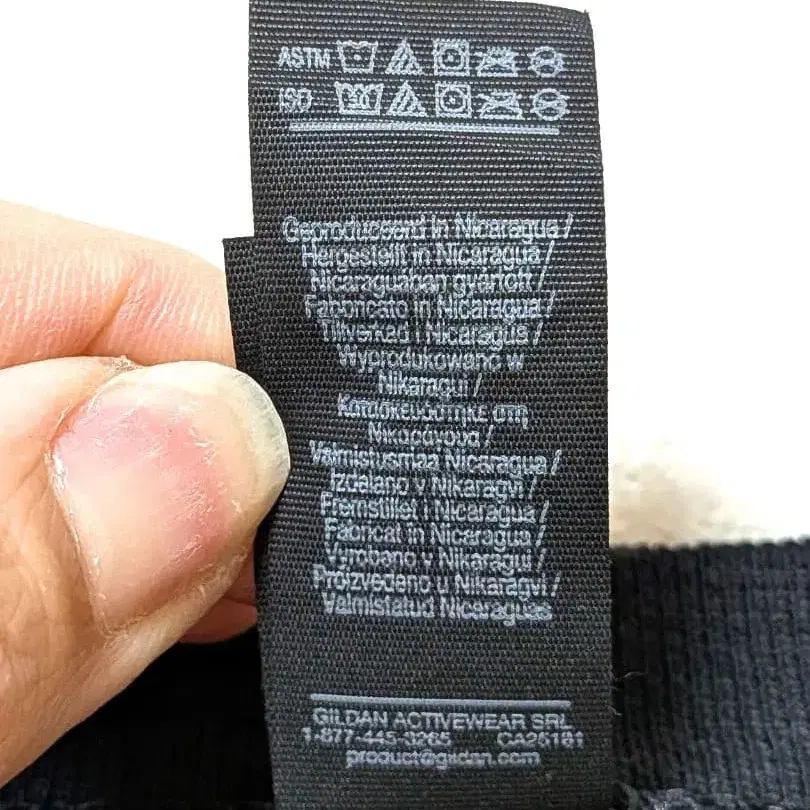 ASTM
ISO
Geproduceerd in Nicaragua /
Hergestellt in Nicaragua /
Nicaraguában gyártott /
Fabbricato in Nicaragua /
Tillverkad i Nicaragua /
Wyprodukowano w
Nikaragui /
Κατασκευάστηκε στη
Νικαράγουα /
Valmistettu Nicaragua /
Izdelano v Nikaragvi /
Fremstillet i Nicaragua /
Fabricat în Nicaragua /
Vyrobeno v Nikaragui /
Proizvedeno u Nikaragvi /
Valmistatud Nicaraguas
GILDAN ACTIVEWEAR SRL
1-877-445-3265 CA25181
product@gildan.com